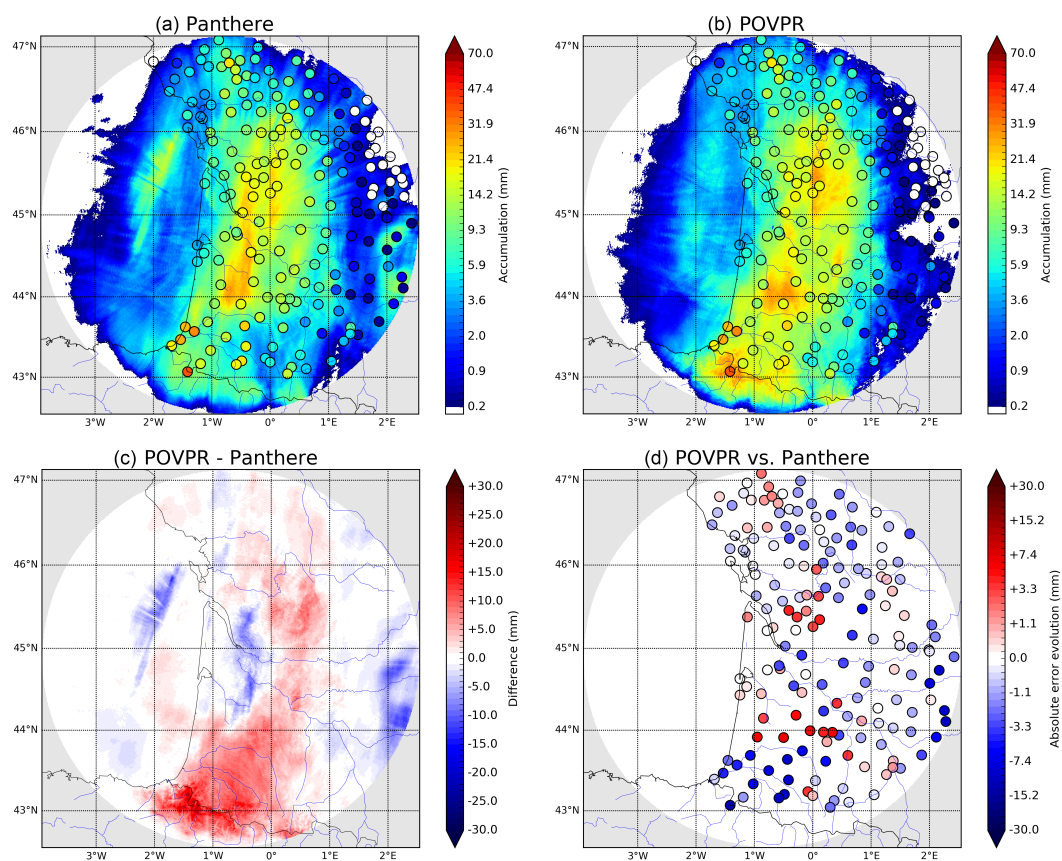 (a) Panthere
47°N
46°N
45°N
44°N
43°N
3°W 2°W 1°W 0° 1°E 2°E
70.0
47.4
31.9
21.4
14.2
9.3
5.9
3.6
2.0
0.9
0.2
Accumulation (mm)
(b) POVPR
47°N
46°N
45°N
44°N
43°N
3°W 2°W 1°W 0° 1°E 2°E
70.0
47.4
31.9
21.4
14.2
9.3
5.9
3.6
2.0
0.9
0.2
Accumulation (mm)
(c) POVPR - Panthere
47°N
46°N
45°N
44°N
43°N
3°W 2°W 1°W 0° 1°E 2°E
+30.0
+25.0
+20.0
+15.0
+10.0
+5.0
0.0
-5.0
-10.0
-15.0
-20.0
-25.0
-30.0
Difference (mm)
(d) POVPR vs. Panthere
47°N
46°N
45°N
44°N
43°N
3°W 2°W 1°W 0° 1°E 2°E
+30.0
+15.2
+7.4
+3.3
+1.1
0.0
-1.1
-3.3
-7.4
-15.2
-30.0
Absolute error evolution (mm)